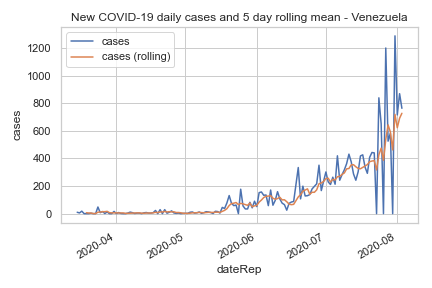 New COVID-19 daily cases and 5 day rolling mean - Venezuela
cases
cases (rolling)
1200
1000
800
600
400
200
0
cases
2020-04
2020-05
2020-06
2020-07
2020-08
dateRep